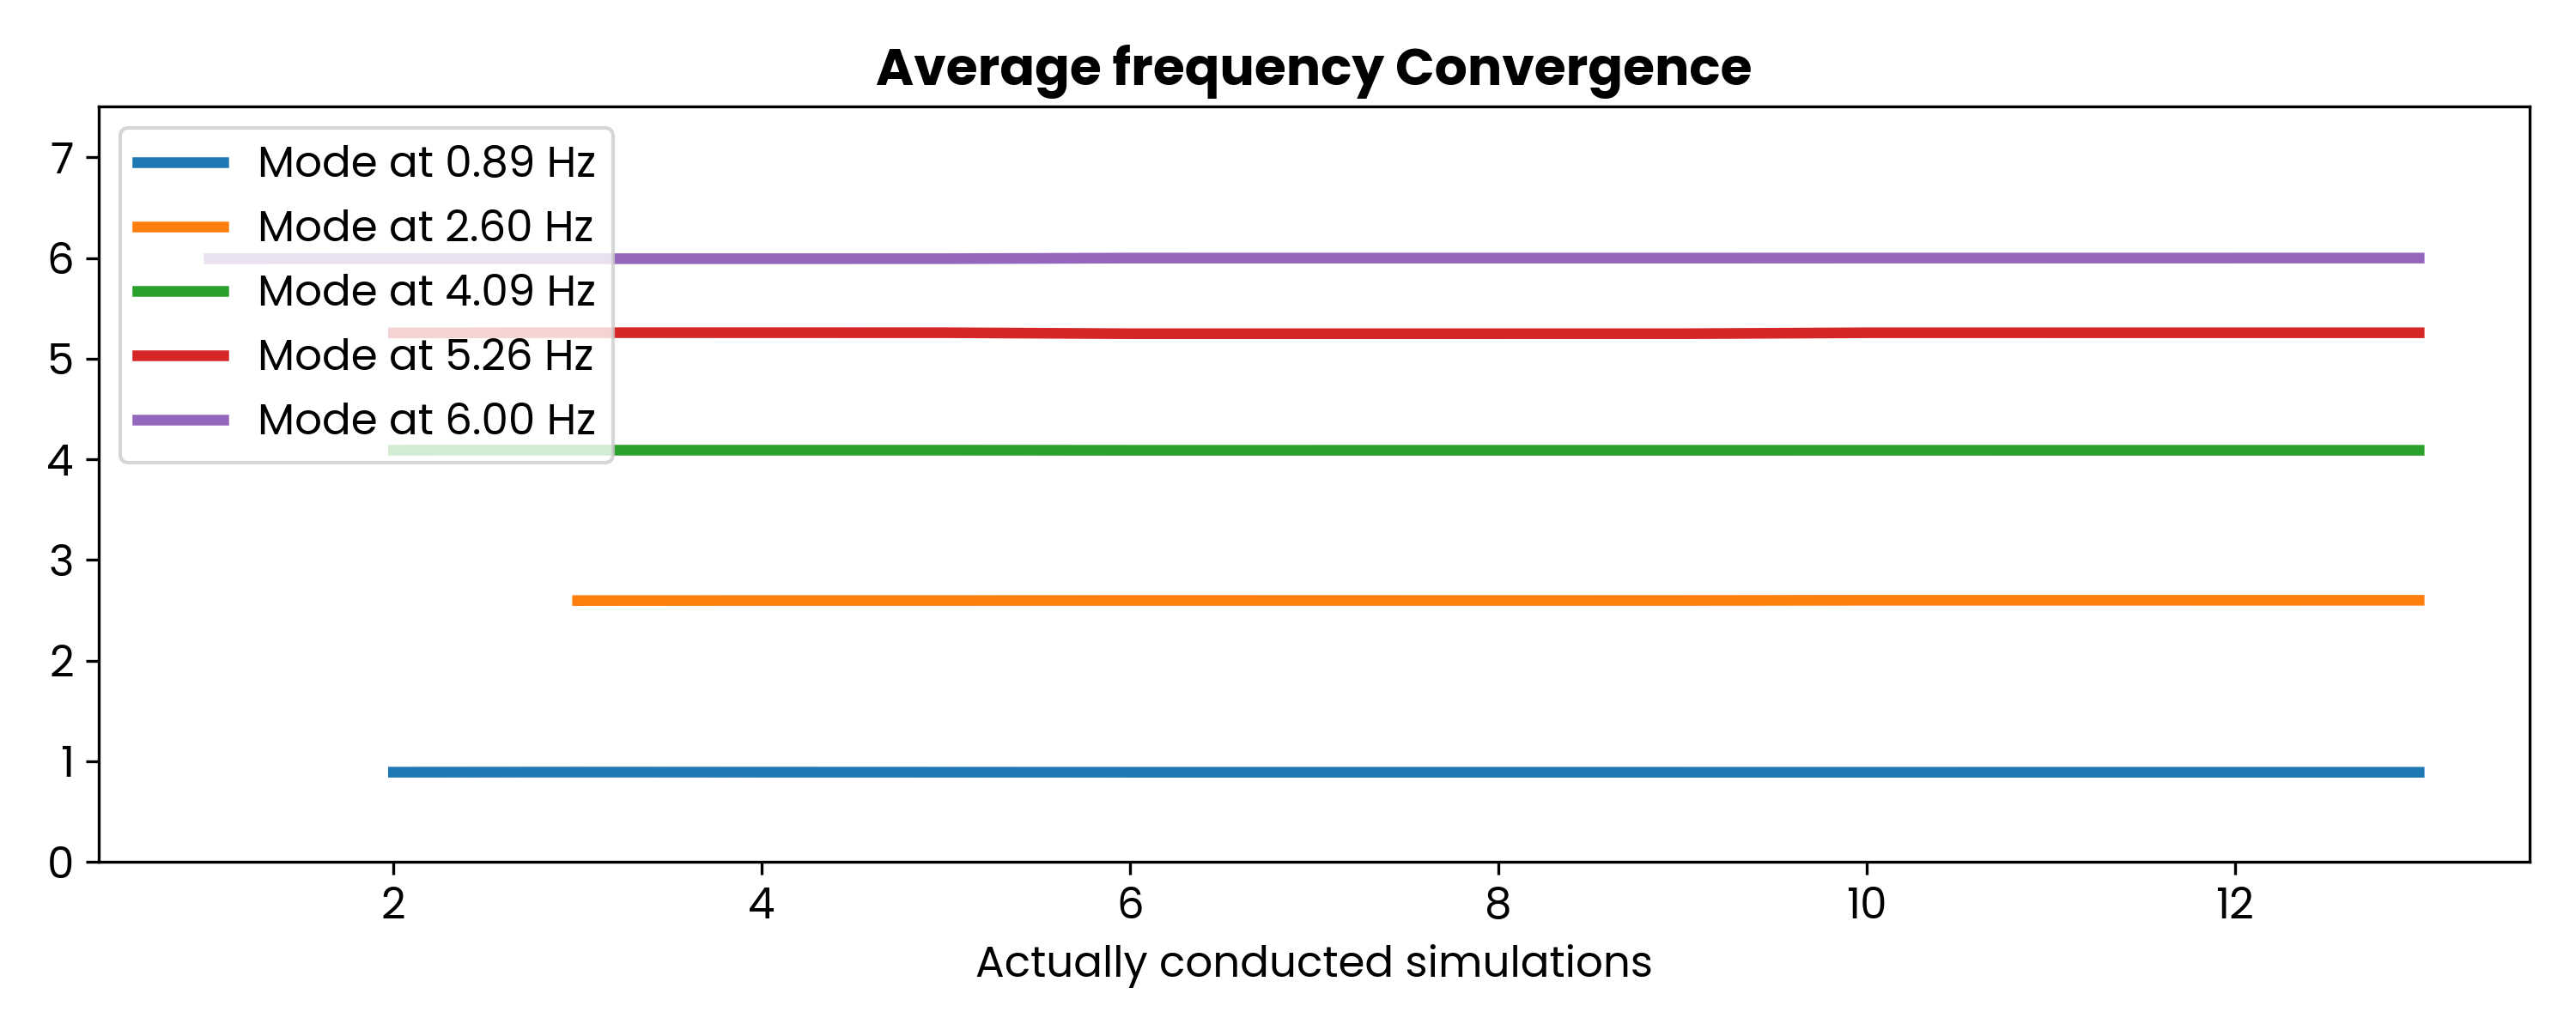 Average frequency Convergence
7
6
5
4
3
2
1
0
Mode at 0.89 Hz
Mode at 2.60 Hz
Mode at 4.09 Hz
Mode at 5.26 Hz
Mode at 6.00 Hz
2 4 6 8 10 12
Actually conducted simulations